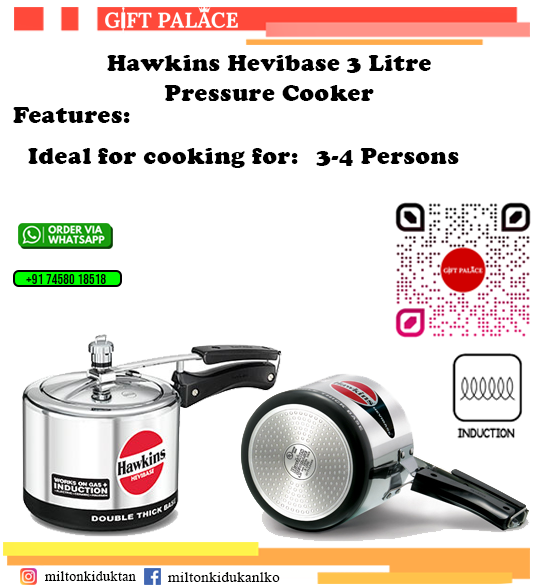 GIFT PALACE
Hawkins Hevibase 3 Litre
Pressure Cooker
Features:
Ideal for cooking for: 3-4 Persons
ORDER VIA
WHATSAPP
+91 74580 18518
GIFT PALACE
INDUCTION
Hawkins
HEVIBASE
WORKS ON GAS +
INDUCTION
DOUBLE THICK BASE
Hawkins
miltonkiduktan
miltonkidukanlko